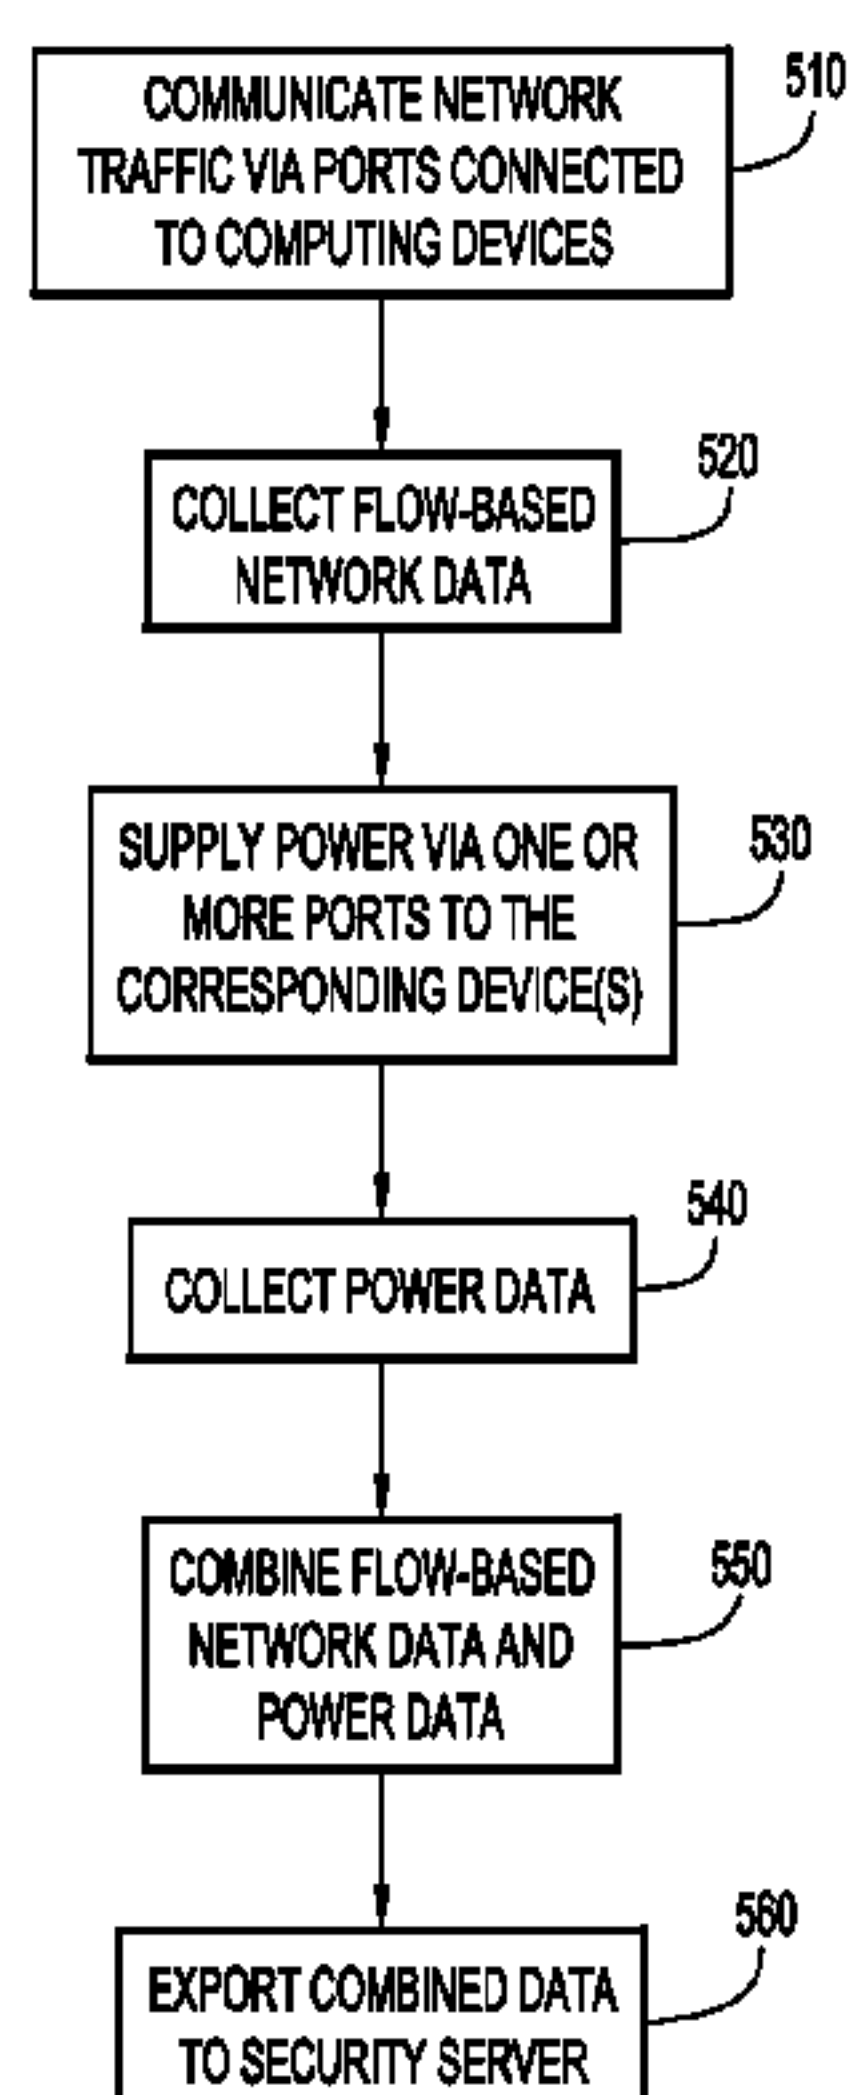 COMMUNICATE NETWORK
TRAFFIC VIA PORTS CONNECTED
TO COMPUTING DEVICES
510
COLLECT FLOW-BASED
NETWORK DATA
520
SUPPLY POWER VIA ONE OR
MORE PORTS TO THE
CORRESPONDING DEVICE(S)
530
COLLECT POWER DATA
540
COMBINE FLOW-BASED
NETWORK DATA AND
POWER DATA
550
EXPORT COMBINED DATA
TO SECURITY SERVER
560